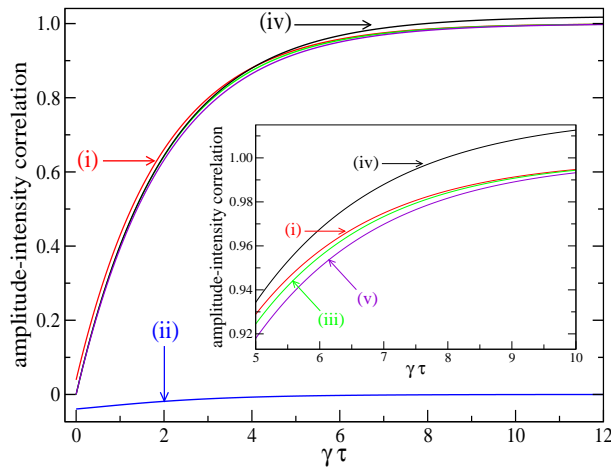 1.0
(iv)
0.8
amplitude-intensity correlation
(i)
0.6
0.4
0.2
0
(ii)
0 2 4 6 8 10 12
γτ
amplitude-intensity correlation
1.00
0.98
0.96
0.94
0.92
(iv)
(i)
(iii)
(v)
5 6 7 8 9 10
γτ